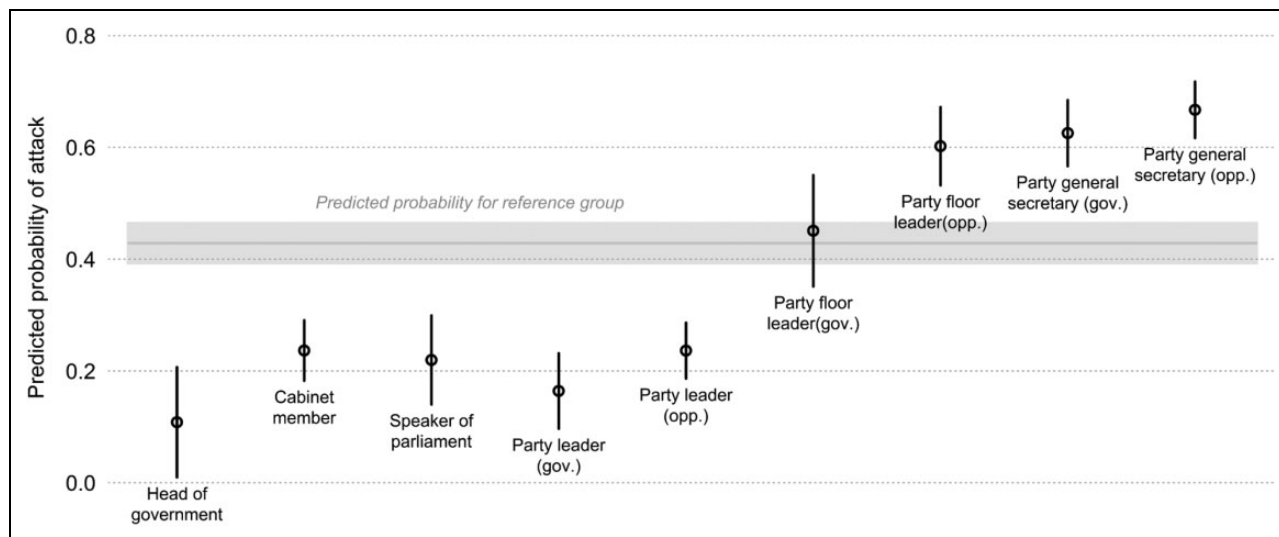 Predicted probability of attack
0.8
0.6
0.4
0.2
0.0
Predicted probability for reference group
Head of
government
Cabinet
member
Speaker of
parliament
Party leader
(gov.)
Party leader
(opp.)
Party floor
leader(gov.)
Party floor
leader(opp.)
Party general
secretary (gov.)
Party general
secretary (opp.)